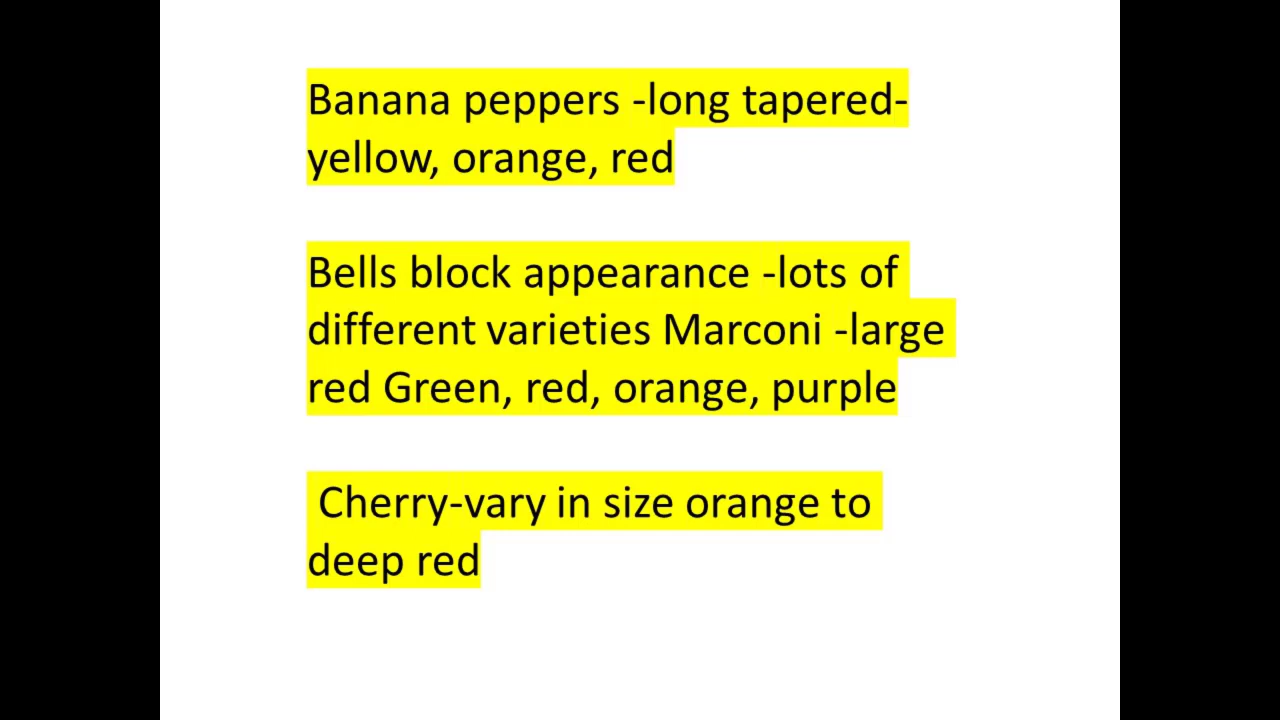 Banana peppers -long tapered-
yellow, orange, red
Bells block appearance -lots of
different varieties Marconi -large
red Green, red, orange, purple
Cherry-vary in size orange to
deep red